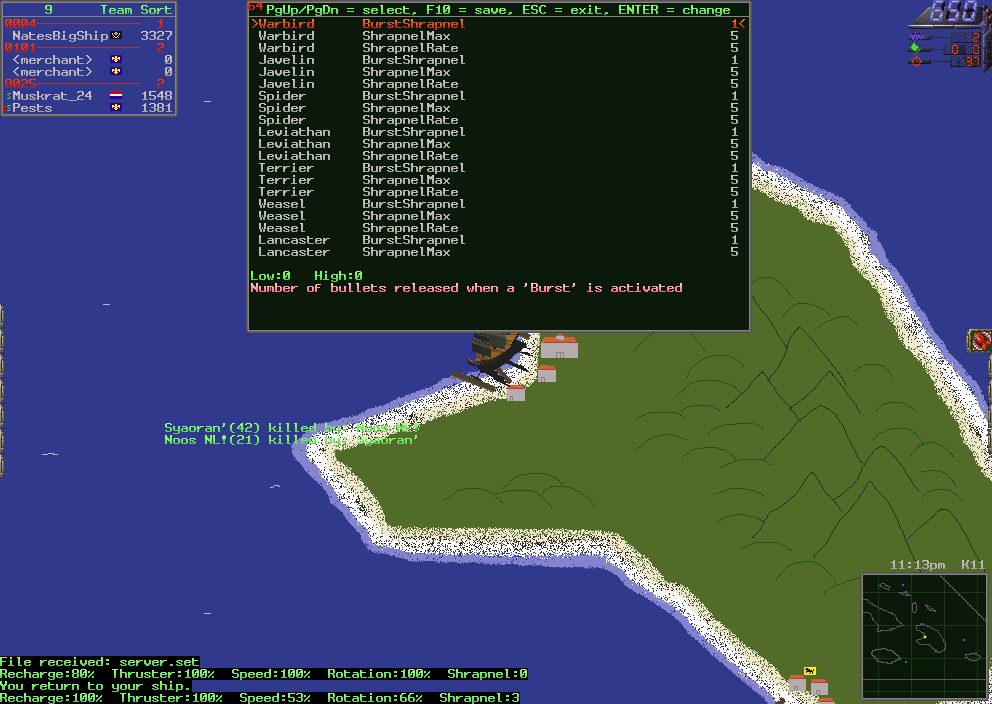 9 Team Sort
0004 1
NatesBigShip 3327
0101 2
<merchant> 0
<merchant> 0
8025 2
Muskrat_24 1548
Pests 1381
PgUp/PgDn = select, F10 = save, ESC = exit, ENTER = change
>Warbird BurstShrapnel 1<
Warbird ShrapnelMax 5
Warbird ShrapnelRate 5
Javelin BurstShrapnel 1
Javelin ShrapnelMax 5
Javelin ShrapnelRate 5
Spider BurstShrapnel 1
Spider ShrapnelMax 5
Spider ShrapnelRate 5
Leviathan BurstShrapnel 1
Leviathan ShrapnelMax 5
Leviathan ShrapnelRate 5
Terrier BurstShrapnel 1
Terrier ShrapnelMax 5
Terrier ShrapnelRate 5
Weasel BurstShrapnel 1
Weasel ShrapnelMax 5
Weasel ShrapnelRate 5
Lancaster BurstShrapnel 1
Lancaster ShrapnelMax 5
Low:0 High:0
Number of bullets released when a 'Burst' is activated
Syaoran'(42) killed by: Noos NL!
Noos NL!(21) killed by: Syaoran'
11:13pm K11
File received: server.set
Recharge:80% Thruster:100% Speed:100% Rotation:100% Shrapnel:0
You return to your ship.
Recharge:100% Thruster:100% Speed:53% Rotation:66% Shrapnel:3